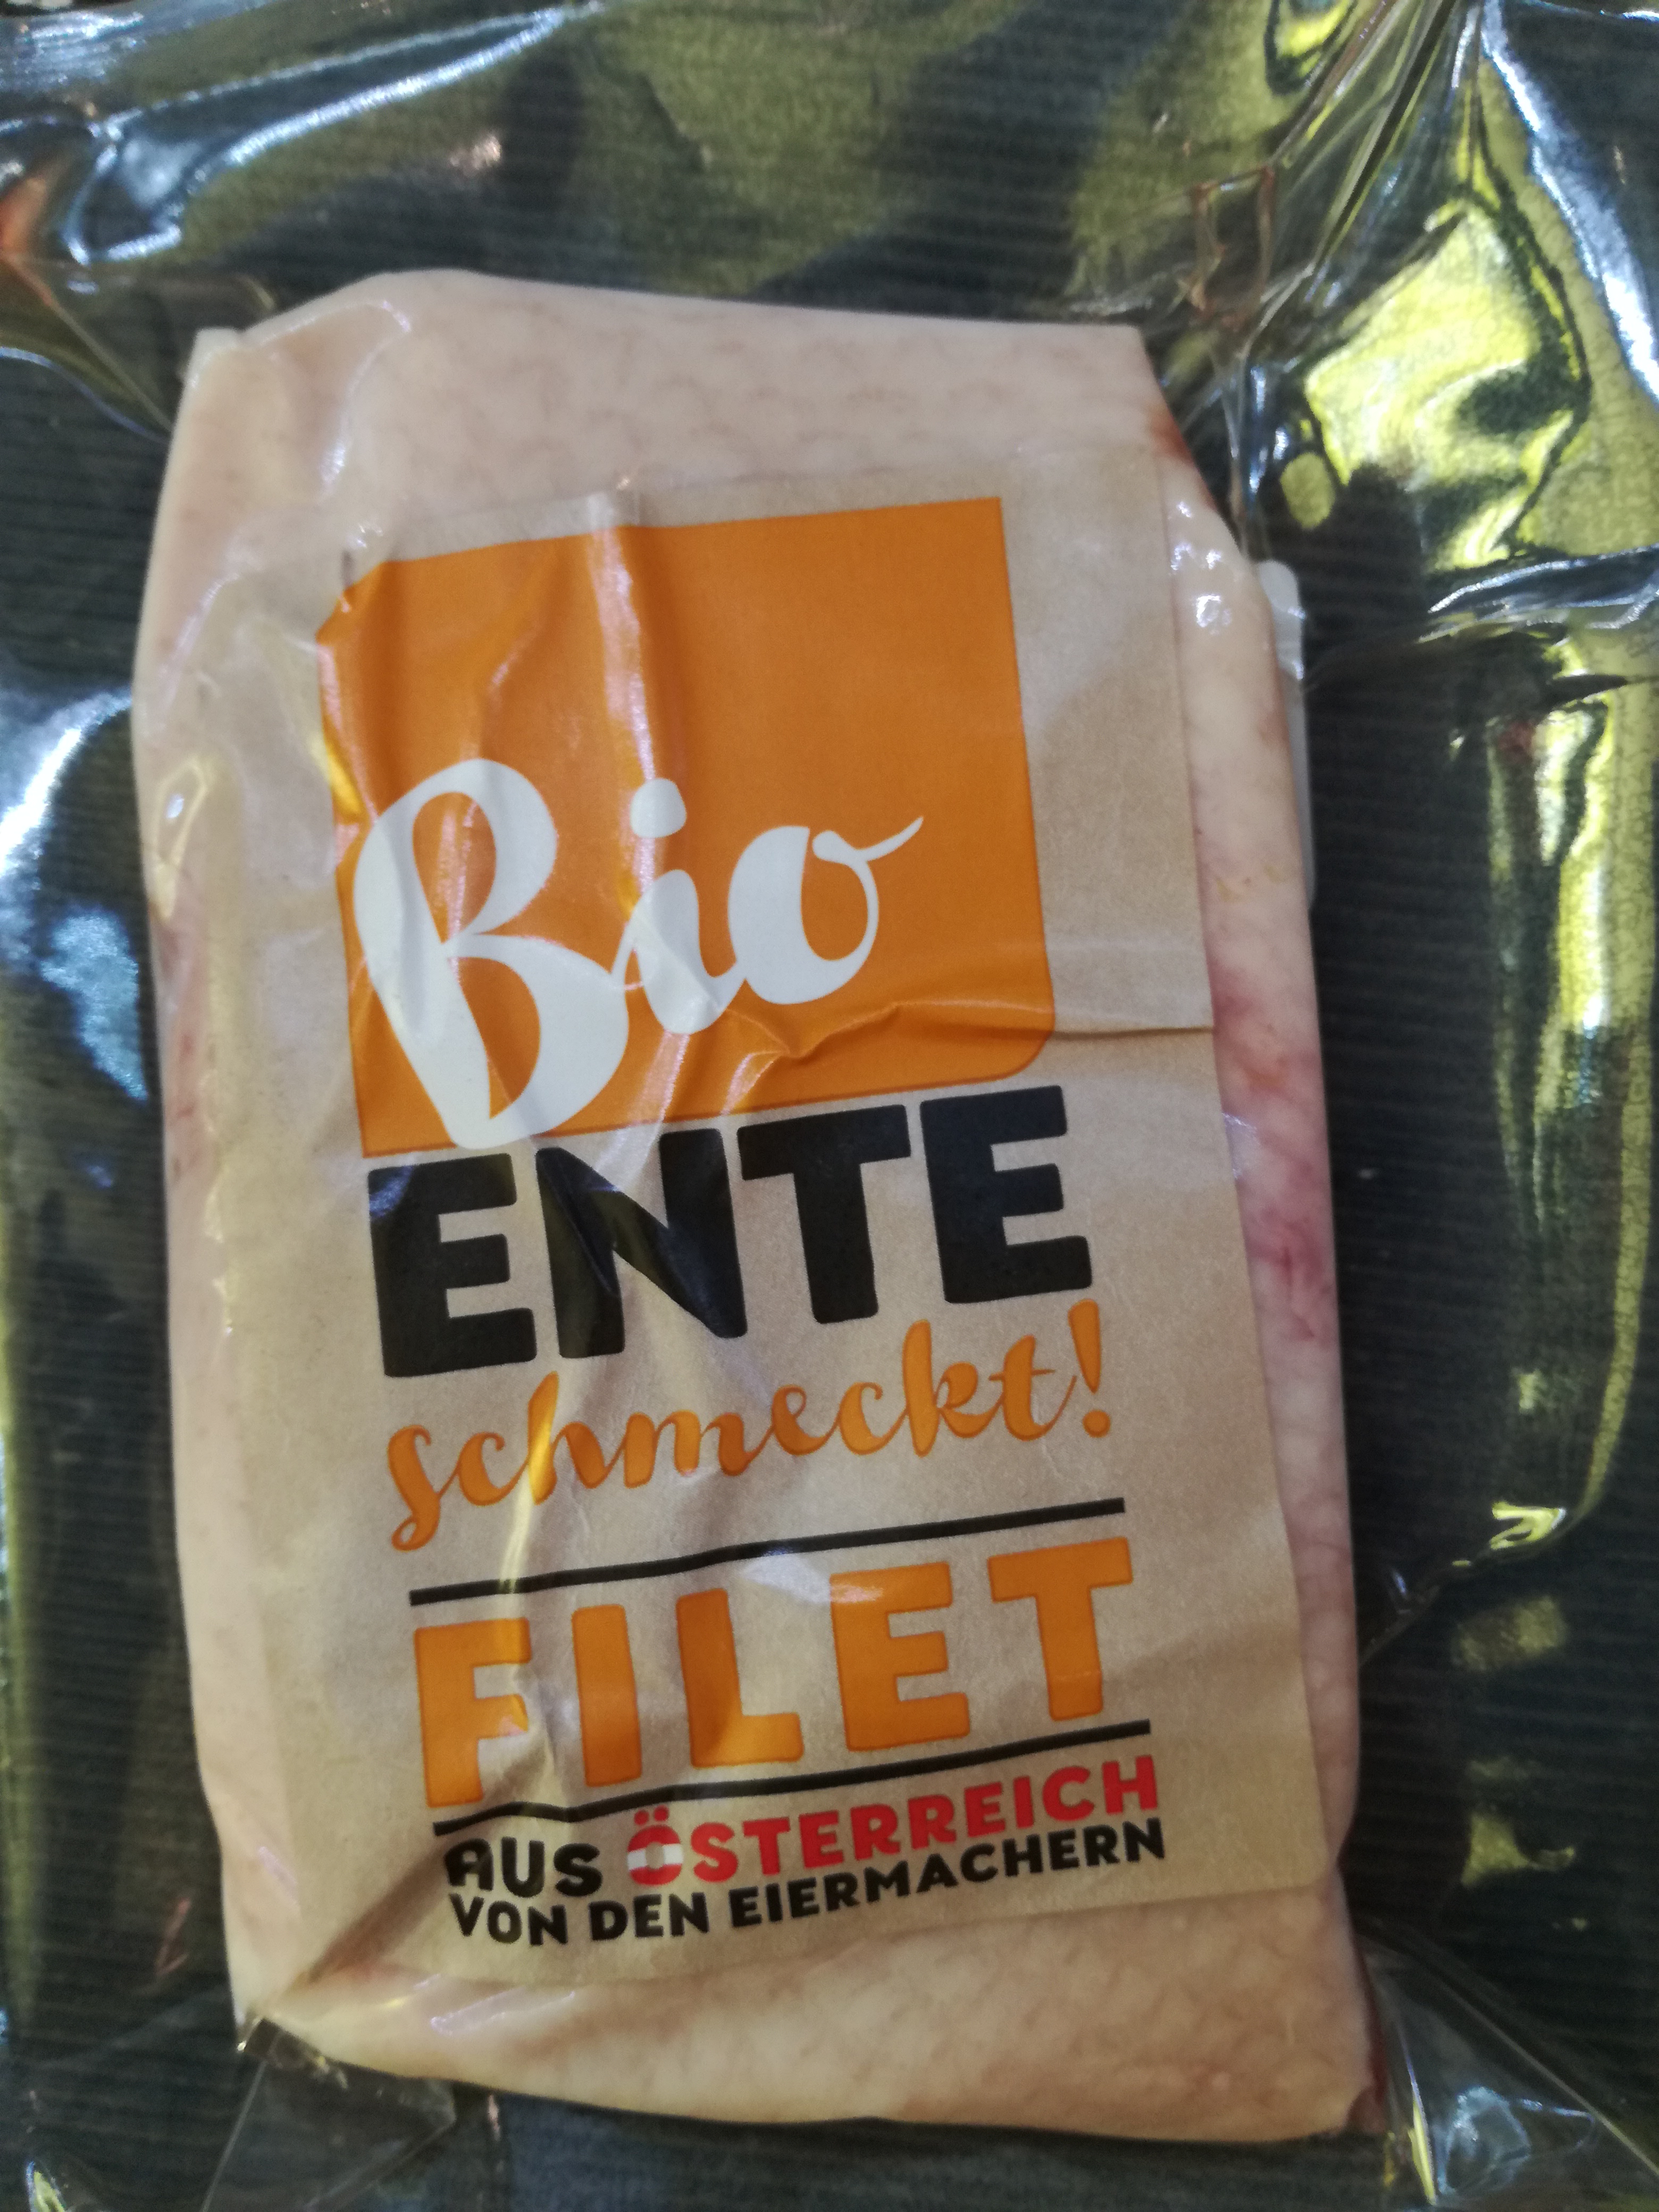 Bio
ENTE
schmeckt!
FILET
AUS ÖSTERREICH
VON DEN EIERMACHERN